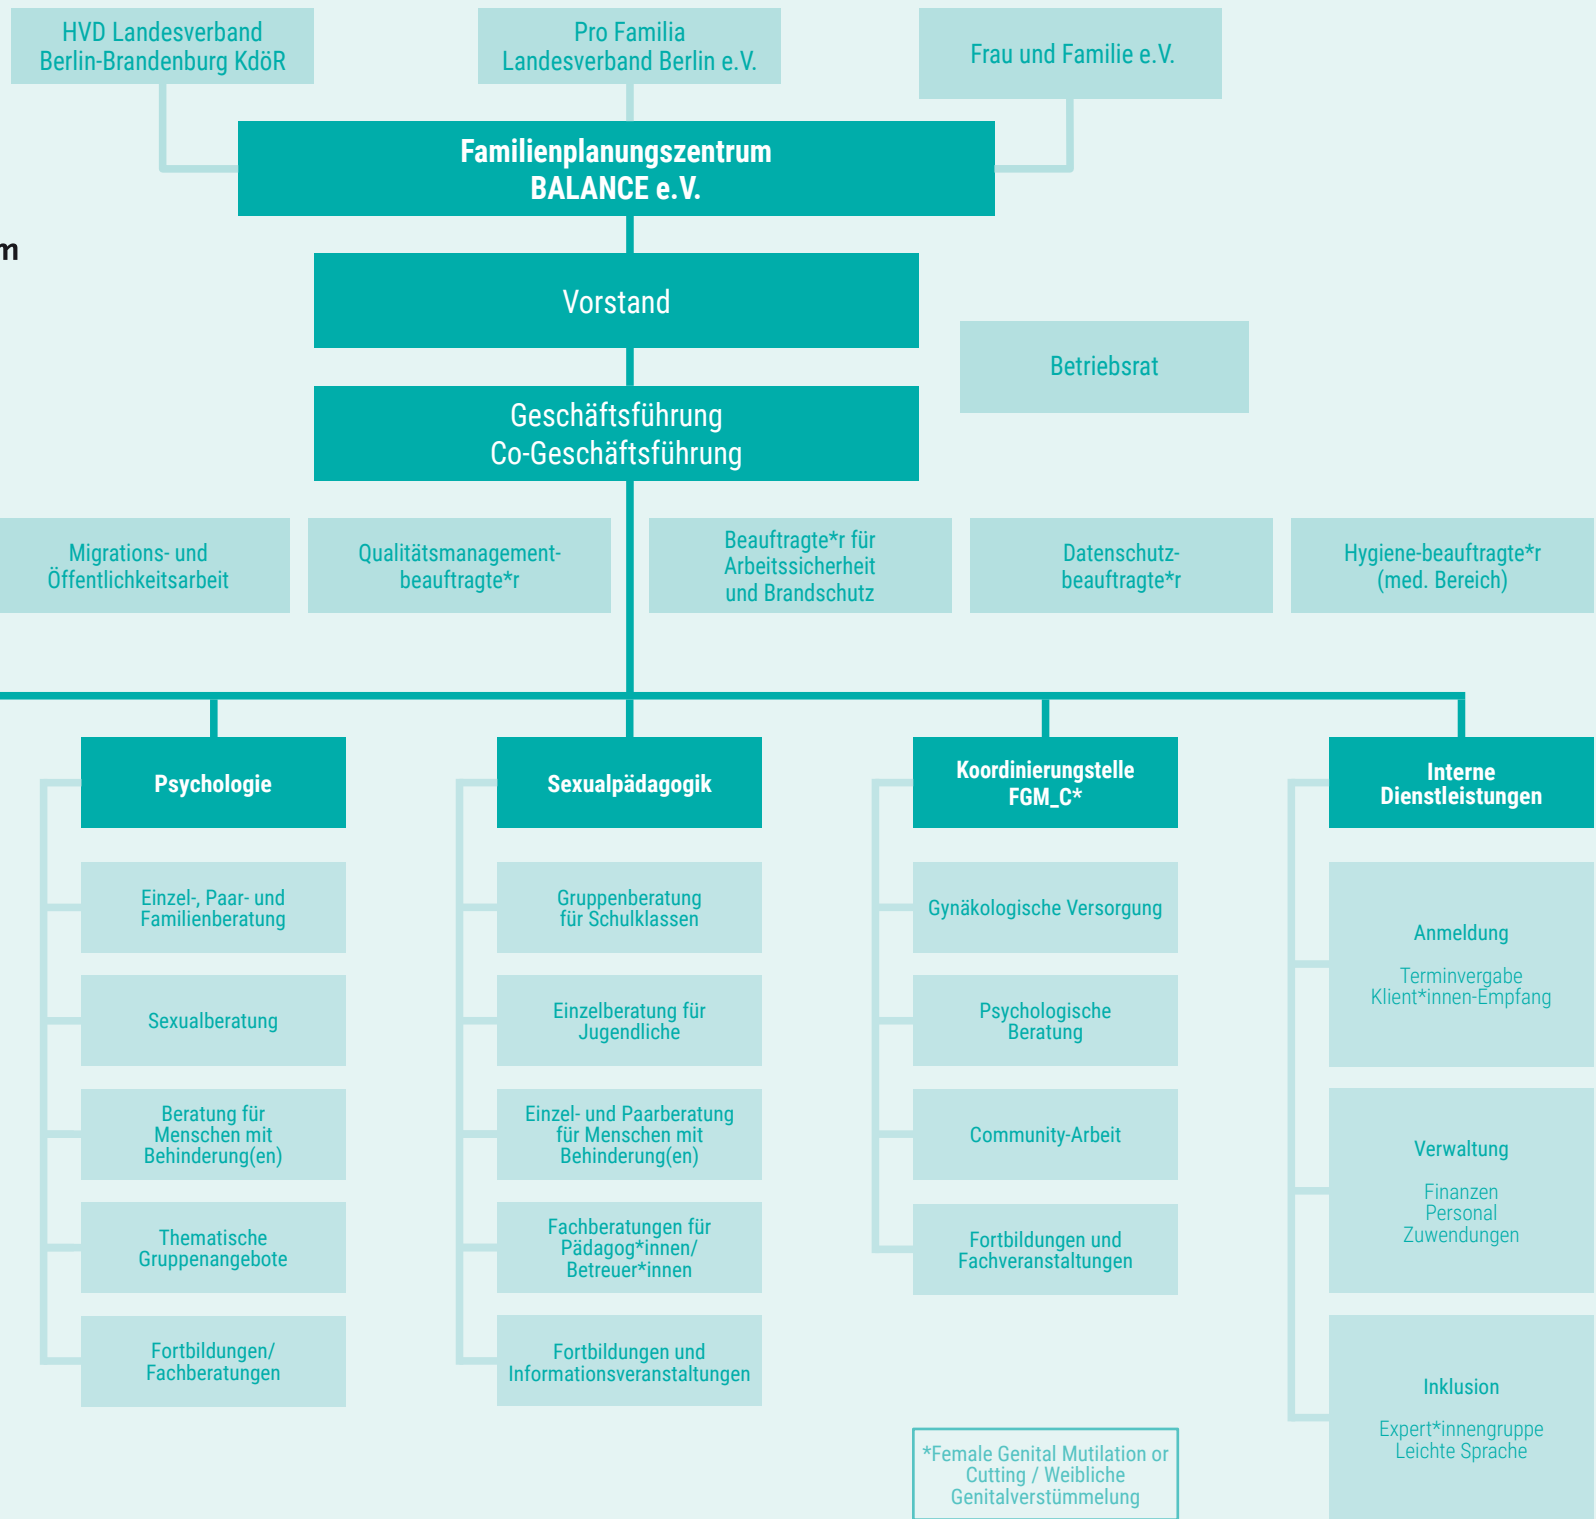 HVD Landesverband
Berlin-Brandenburg KdöR
Pro Familia
Landesverband Berlin e.V.
Frau und Familie e.V.
Familienplanungszentrum
BALANCE e.V.
m
Vorstand
Betriebsrat
Geschäftsführung
Co-Geschäftsführung
Migrations- und
Öffentlichkeitsarbeit
Qualitätsmanagement-
beauftragte*r
Beauftragte*r für
Arbeitssicherheit
und Brandschutz
Datenschutz-
beauftragte*r
Hygiene-beauftragte*r
(med. Bereich)
Psychologie
Einzel-, Paar- und
Familienberatung
Sexualberatung
Beratung für
Menschen mit
Behinderung(en)
Thematische
Gruppenangebote
Fortbildungen/
Fachberatungen
Sexualpädagogik
Gruppenberatung
für Schulklassen
Einzelberatung für
Jugendliche
Einzel- und Paarberatung
für Menschen mit
Behinderung(en)
Fachberatungen für
Pädagog*innen/
Betreuer*innen
Fortbildungen und
Informationsveranstaltungen
Koordinierungstelle
FGM_C*
Gynäkologische Versorgung
Psychologische
Beratung
Community-Arbeit
Fortbildungen und
Fachveranstaltungen
*Female Genital Mutilation or
Cutting / Weibliche
Genitalverstümmelung
Interne
Dienstleistungen
Anmeldung
Terminvergabe
Klient*innen-Empfang
Verwaltung
Finanzen
Personal
Zuwendungen
Inklusion
Expert*innengruppe
Leichte Sprache